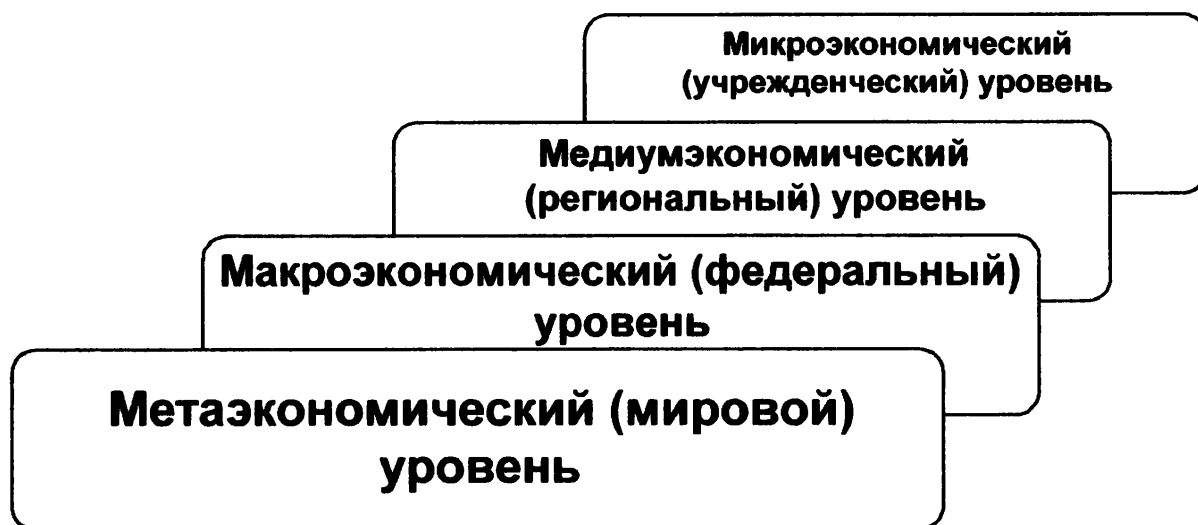 Микроэкономический
(учрежденческий) уровень
Медиумэкономический
(региональный) уровень
Макроэкономический (федеральный)
уровень
Метаэкономический (мировой)
уровень